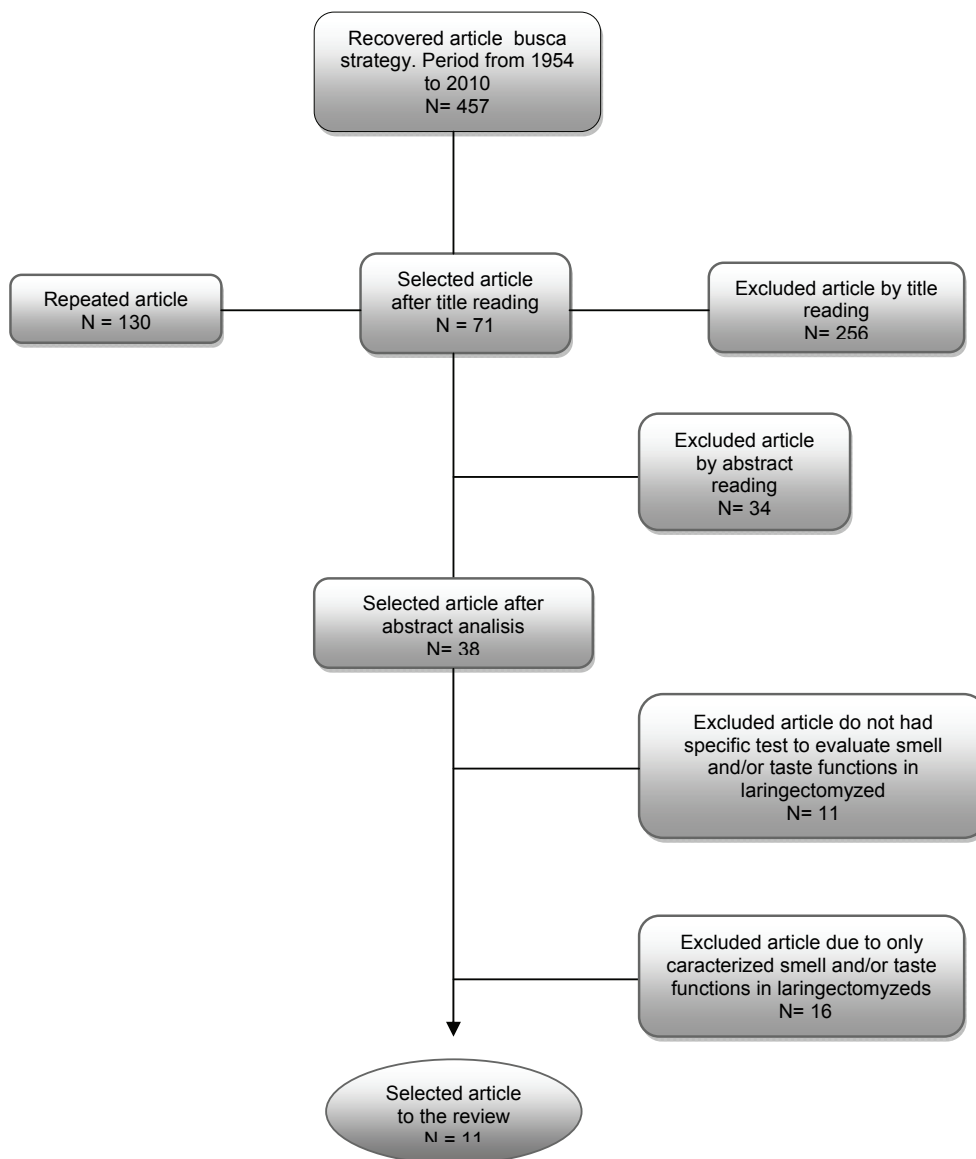 Recovered article busca
strategy. Period from 1954
to 2010
N= 457
Repeated article
N = 130
Selected article
after title reading
N = 71
Excluded article by title
reading
N= 256
Excluded article
by abstract
reading
N= 34
Selected article after
abstract analisis
N= 38
Excluded article do not had
specific test to evaluate smell
and/or taste functions in
laringectomyzed
N= 11
Excluded article due to only
caracterized smell and/or taste
functions in laringectomyzeds
N= 16
Selected article
to the review
N = 11